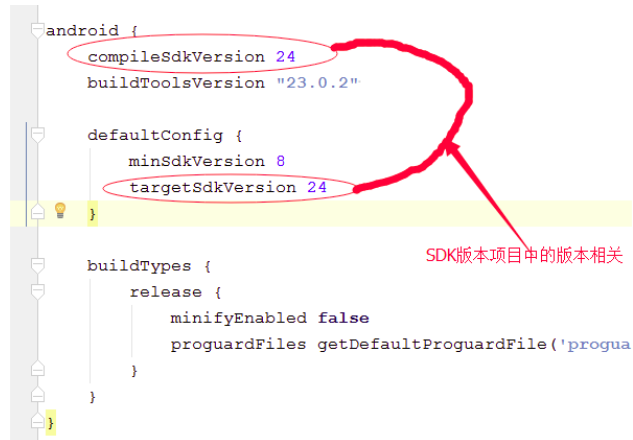 android {
compileSdkVersion 24
buildToolsVersion "23.0.2"
defaultConfig {
minSdkVersion 8
targetSdkVersion 24
}
SDK版本项目中的版本相关
buildTypes {
release {
minifyEnabled false
proguardFiles getDefaultProguardFile('progua
}
}
}